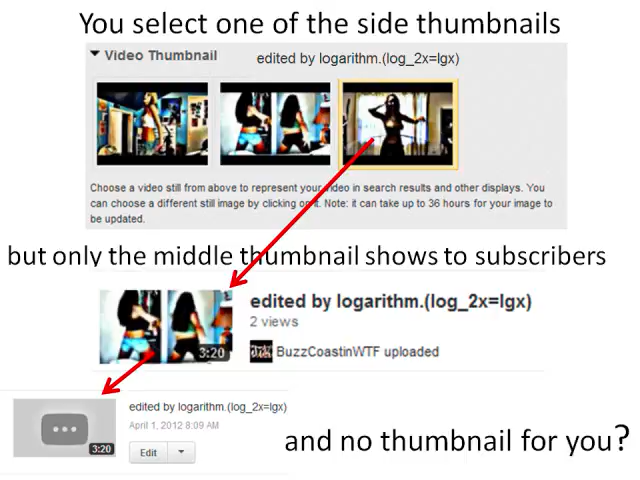 You select one of the side thumbnails
Video Thumbnail
edited by logarithm.(log_2x=lgx)
Choose a video still from above to represent your video in search results and other displays. You
can choose a different still image by clicking on it. Note: it can take up to 36 hours for your image to
be updated.
but only the middle thumbnail shows to subscribers
edited by logarithm.(log_2x=lgx)
2 views
3:20
BuzzCoastinWTF uploaded
edited by logarithm.(log_2x=lgx)
April 1, 2012 8:09 AM
3:20
Edit
and no thumbnail for you?